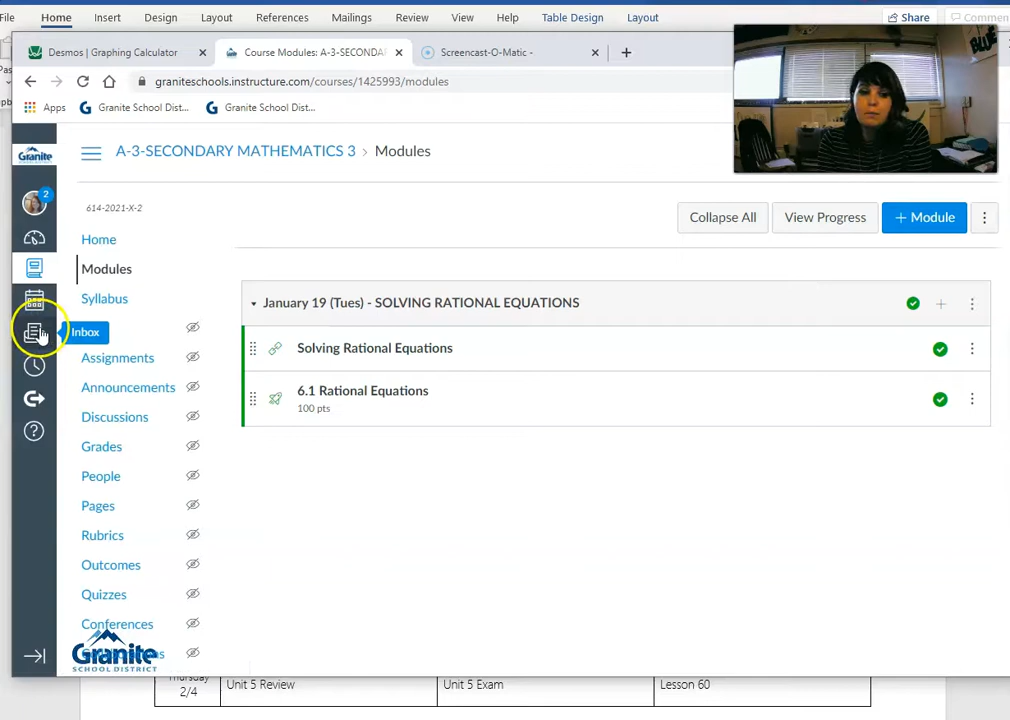 File Home Insert Design Layout References Mailings Review View Help Table Design Layout Share Commen
Desmos | Graphing Calculator Course Modules: A-3-SECONDA Screencast-O-Matic -
graniteschools.instructure.com/courses/1425993/modules
Apps Granite School Dist... Granite School Dist...
BLUE
Granite
A-3-SECONDARY MATHEMATICS 3 > Modules
2
614-2021-X-2
Collapse All View Progress + Module
Home
Modules
Syllabus
January 19 (Tues) - SOLVING RATIONAL EQUATIONS
Inbox
Solving Rational Equations
Assignments
Announcements
6.1 Rational Equations
100 pts
Discussions
Grades
People
Pages
Rubrics
Outcomes
Quizzes
Conferences
Granite
SCHOOL DISTRICT
Thursday
2/4
Unit 5 Review Unit 5 Exam Lesson 60